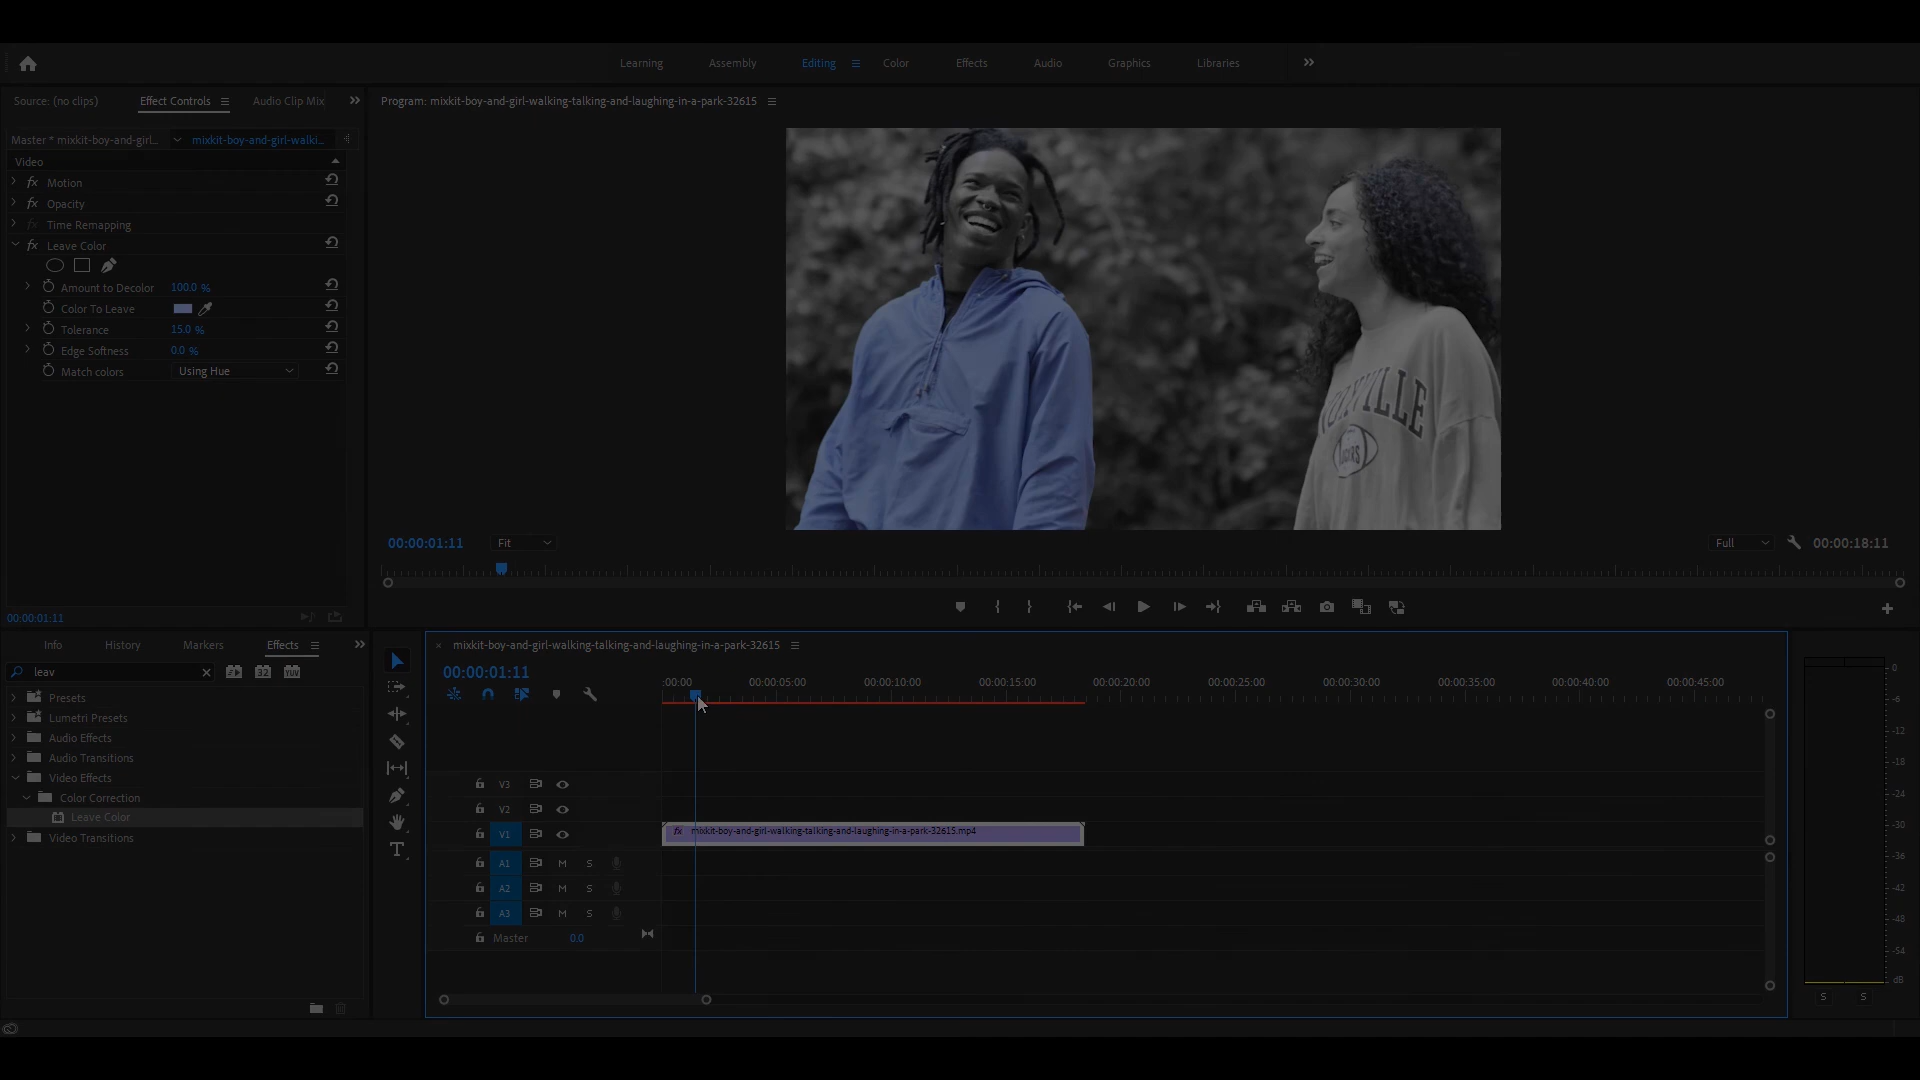 Learning Assembly Editing Color Effects Audio Graphics Libraries
Source: (no clips) Effect Controls Audio Clip Mix
Program: mixkit-boy-and-girl-walking-talking-and-laughing-in-a-park-32615
Master * mixkit-boy-and-girl... mixkit-boy-and-girl-walki...
Video
fx Motion
fx Opacity
fx Time Remapping
fx Leave Color
Amount to Decolor 100.0 %
Color To Leave
Tolerance 15.0 %
Edge Softness 0.0 %
Match colors Using Hue
TIGERS
00:00:01:11 Fit Full 00:00:18:11
00:00:01:11
Info History Markers Effects
leav
32 YUV
Presets
Lumetri Presets
Audio Effects
Audio Transitions
Video Effects
Color Correction
Leave Color
Video Transitions
mixkit-boy-and-girl-walking-talking-and-laughing-in-a-park-32615
00:00:01:11
:00:00 00:00:05:00 00:00:10:00 00:00:15:00 00:00:20:00 00:00:25:00 00:00:30:00 00:00:35:00 00:00:40:00 00:00:45:00
V3
V2
V1 fx mixkit-boy-and-girl-walking-talking-and-laughing-in-a-park-32615.mp4
A1 M S
A2 M S
A3 M S
Master 0.0
0
-6
-12
-18
-24
-30
-36
-42
-48
-54
dB
S S